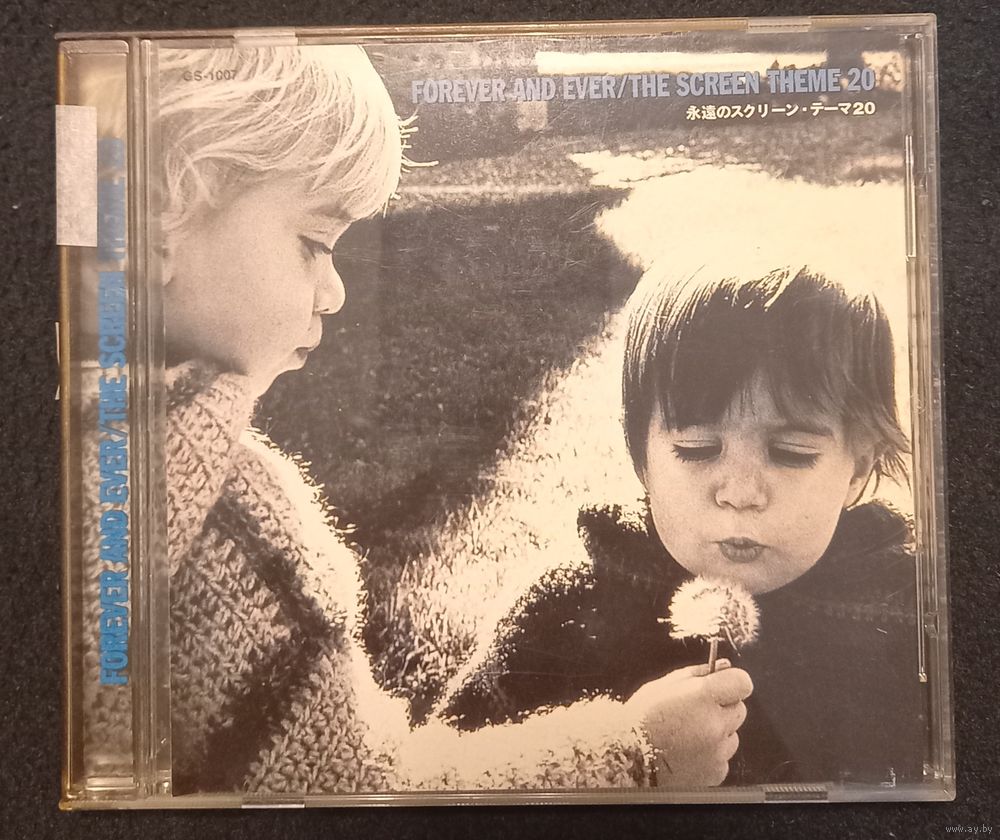 GS-1007
FOREVER AND EVER/THE SCREEN THEME 20
永遠のスクリーン・テーマ20
FOREVER AND EVER/THE SCREEN THEME 20
www.ay.by